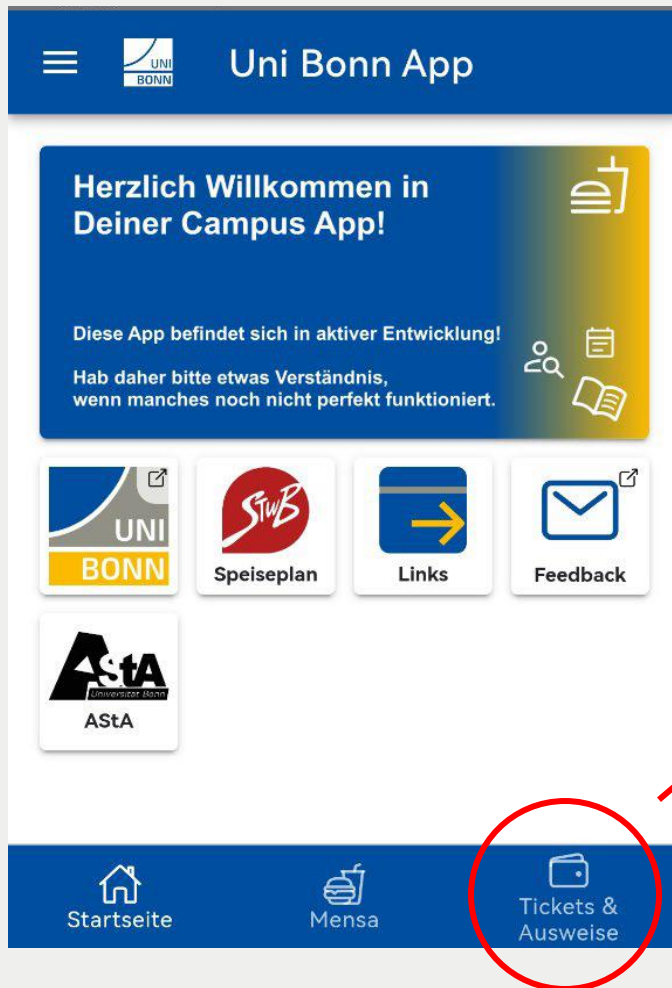 UNI
BONN
Uni Bonn App
Herzlich Willkommen in
Deiner Campus App!
Diese App befindet sich in aktiver Entwicklung!
Hab daher bitte etwas Verständnis,
wenn manches noch nicht perfekt funktioniert.
UNI
BONN
STWB
Speiseplan
Links
Feedback
AStA
Universität Bonn
AStA
Startseite
Mensa
Tickets &
Ausweise